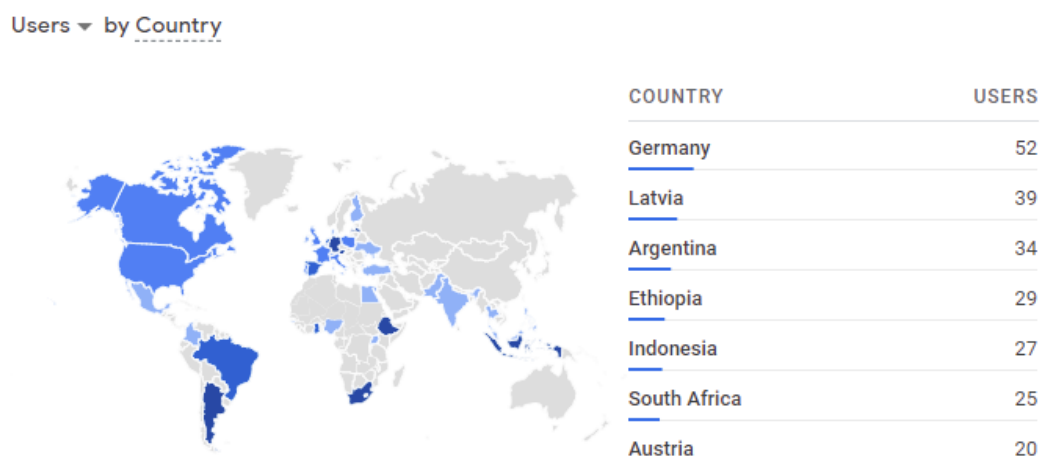 Users by Country
COUNTRY USERS
Germany 52
Latvia 39
Argentina 34
Ethiopia 29
Indonesia 27
South Africa 25
Austria 20